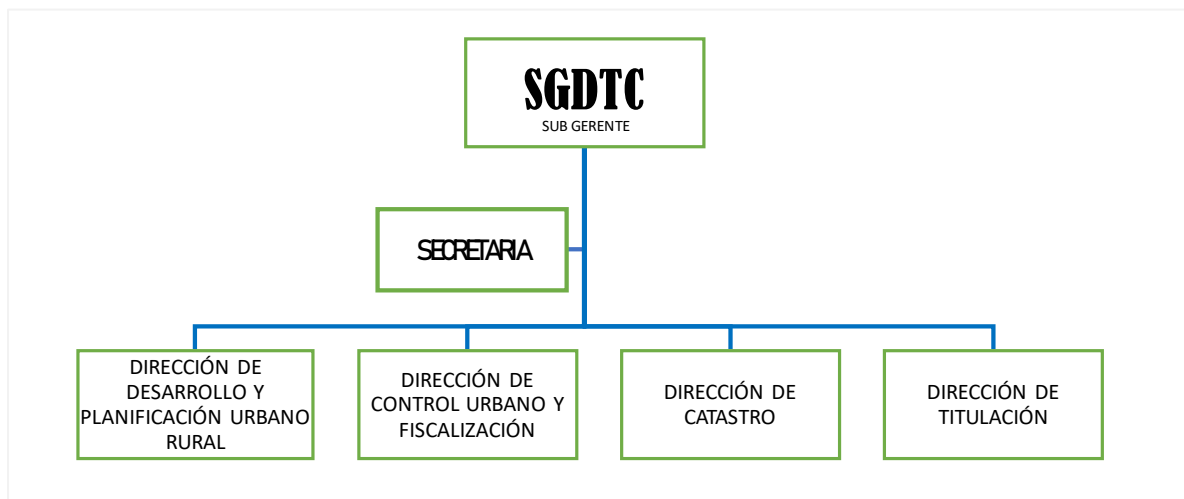 SGDTC
SUB GERENTE
SECRETARIA
DIRECCIÓN DE
DESARROLLO Y
PLANIFICACIÓN URBANO
RURAL
DIRECCIÓN DE
CONTROL URBANO Y
FISCALIZACIÓN
DIRECCIÓN DE
CATASTRO
DIRECCIÓN DE
TITULACIÓN